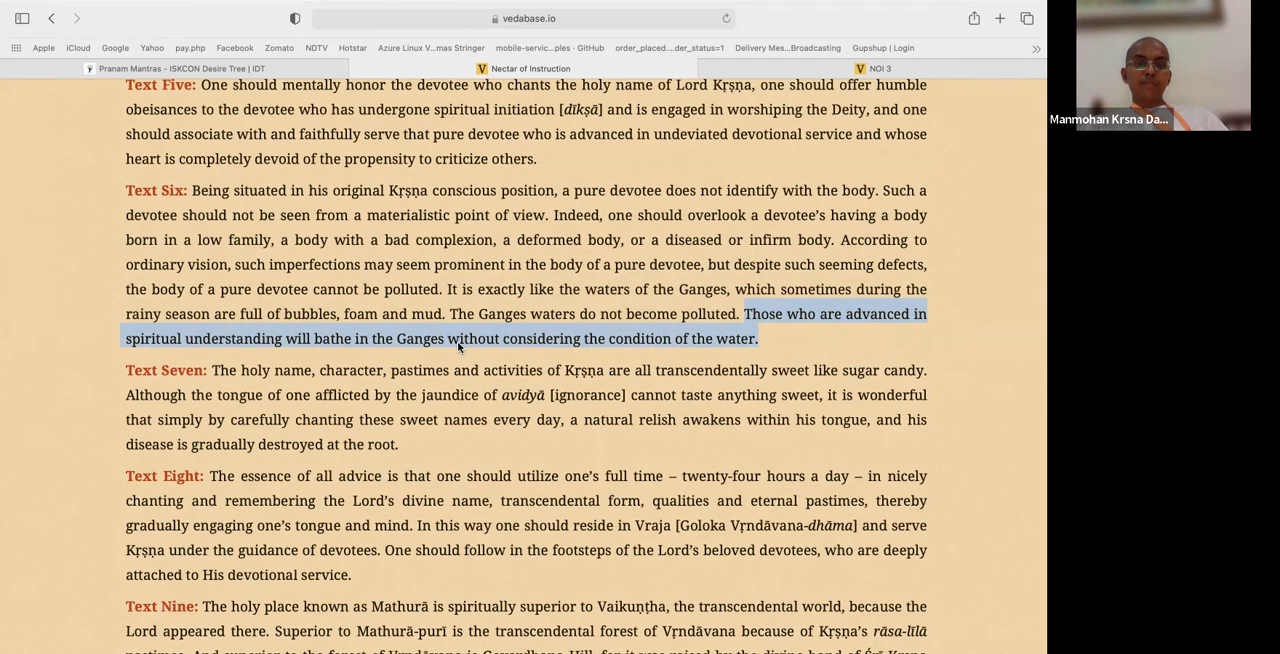 vedabase.io
Apple iCloud Google Yahoo pay.php Facebook Zomato NDTV Hotstar Azure Linux V...mas Stringer mobile-servic...ples · GitHub order_placed....der_status=1 Delivery Mes...Broadcasting Gupshup | Login
Pranam Mantras - ISKCON Desire Tree | IDT Nectar of Instruction NOI 3
Manmohan Krsna Da...
Text Five: One should mentally honor the devotee who chants the holy name of Lord Kṛṣṇa, one should offer humble
obeisances to the devotee who has undergone spiritual initiation [dīkṣā] and is engaged in worshiping the Deity, and one
should associate with and faithfully serve that pure devotee who is advanced in undeviated devotional service and whose
heart is completely devoid of the propensity to criticize others.
Text Six: Being situated in his original Kṛṣṇa conscious position, a pure devotee does not identify with the body. Such a
devotee should not be seen from a materialistic point of view. Indeed, one should overlook a devotee’s having a body
born in a low family, a body with a bad complexion, a deformed body, or a diseased or infirm body. According to
ordinary vision, such imperfections may seem prominent in the body of a pure devotee, but despite such seeming defects,
the body of a pure devotee cannot be polluted. It is exactly like the waters of the Ganges, which sometimes during the
rainy season are full of bubbles, foam and mud. The Ganges waters do not become polluted. Those who are advanced in
spiritual understanding will bathe in the Ganges without considering the condition of the water.
Text Seven: The holy name, character, pastimes and activities of Kṛṣṇa are all transcendentally sweet like sugar candy.
Although the tongue of one afflicted by the jaundice of avidyā [ignorance] cannot taste anything sweet, it is wonderful
that simply by carefully chanting these sweet names every day, a natural relish awakens within his tongue, and his
disease is gradually destroyed at the root.
Text Eight: The essence of all advice is that one should utilize one’s full time – twenty-four hours a day – in nicely
chanting and remembering the Lord’s divine name, transcendental form, qualities and eternal pastimes, thereby
gradually engaging one’s tongue and mind. In this way one should reside in Vraja [Goloka Vṛndāvana-dhāma] and serve
Kṛṣṇa under the guidance of devotees. One should follow in the footsteps of the Lord’s beloved devotees, who are deeply
attached to His devotional service.
Text Nine: The holy place known as Mathurā is spiritually superior to Vaikuṇṭha, the transcendental world, because the
Lord appeared there. Superior to Mathurā-purī is the transcendental forest of Vṛndāvana because of Kṛṣṇa’s rāsa-līlā